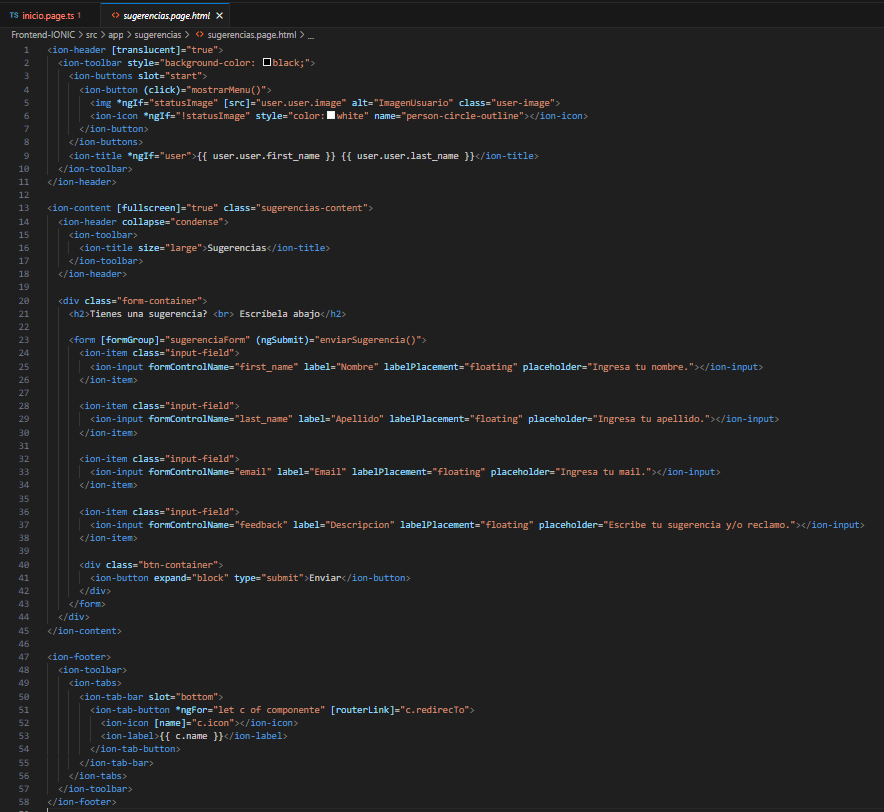 TS inicio.page.ts 1
<> sugerencias.page.html ×
Frontend-IONIC > src > app > sugerencias > <> sugerencias.page.html > ...
1 <ion-header [translucent]="true">
2 <ion-toolbar style="background-color: black;">
3 <ion-buttons slot="start">
4 <ion-button (click)="mostrarMenu()">
5 <img *ngIf="statusImage" [src]="user.user.image" alt="ImagenUsuario" class="user-image">
6 <ion-icon *ngIf="!statusImage" style="color:white" name="person-circle-outline"></ion-icon>
7 </ion-button>
8 </ion-buttons>
9 <ion-title *ngIf="user">{{ user.user.first_name }} {{ user.user.last_name }}</ion-title>
10 </ion-toolbar>
11 </ion-header>
12
13 <ion-content [fullscreen]="true" class="sugerencias-content">
14 <ion-header collapse="condense">
15 <ion-toolbar>
16 <ion-title size="large">Sugerencias</ion-title>
17 </ion-toolbar>
18 </ion-header>
19
20 <div class="form-container">
21 <h2>Tienes una sugerencia? <br> Escríbela abajo</h2>
22
23 <form [formGroup]="sugerenciaForm" (ngSubmit)="enviarSugerencia()">
24 <ion-item class="input-field">
25 <ion-input formControlName="first_name" label="Nombre" labelPlacement="floating" placeholder="Ingresa tu nombre."></ion-input>
26 </ion-item>
27
28 <ion-item class="input-field">
29 <ion-input formControlName="last_name" label="Apellido" labelPlacement="floating" placeholder="Ingresa tu apellido."></ion-input>
30 </ion-item>
31
32 <ion-item class="input-field">
33 <ion-input formControlName="email" label="Email" labelPlacement="floating" placeholder="Ingresa tu mail."></ion-input>
34 </ion-item>
35
36 <ion-item class="input-field">
37 <ion-input formControlName="feedback" label="Descripcion" labelPlacement="floating" placeholder="Escribe tu sugerencia y/o reclamo."></ion-input>
38 </ion-item>
39
40 <div class="btn-container">
41 <ion-button expand="block" type="submit">Enviar</ion-button>
42 </div>
43 </form>
44 </div>
45 </ion-content>
46
47 <ion-footer>
48 <ion-toolbar>
49 <ion-tabs>
50 <ion-tab-bar slot="bottom">
51 <ion-tab-button *ngFor="let c of componente" [routerLink]="c.redirecTo">
52 <ion-icon [name]="c.icon"></ion-icon>
53 <ion-label>{{ c.name }}</ion-label>
54 </ion-tab-button>
55 </ion-tab-bar>
56 </ion-tabs>
57 </ion-toolbar>
58 </ion-footer>